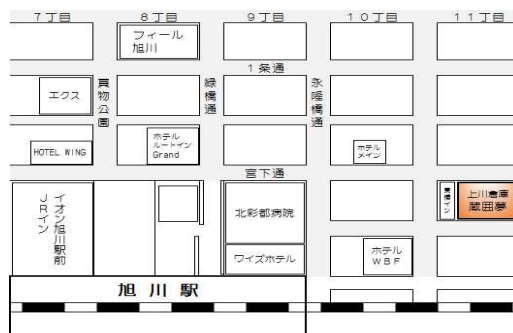 7丁目
8丁目
9丁目
10丁目
11丁目
フィール
旭川
1条通
エクス
買物公園
緑橋通
永隆橋通
HOTEL WING
ホテル
ルートイン
Grand
ホテル
メイン
宮下通
イオン旭川駅前
JRイン
北彩都病院
東横イン
上川倉庫
蔵囲夢
ワイズホテル
ホテル
WBF
旭川駅